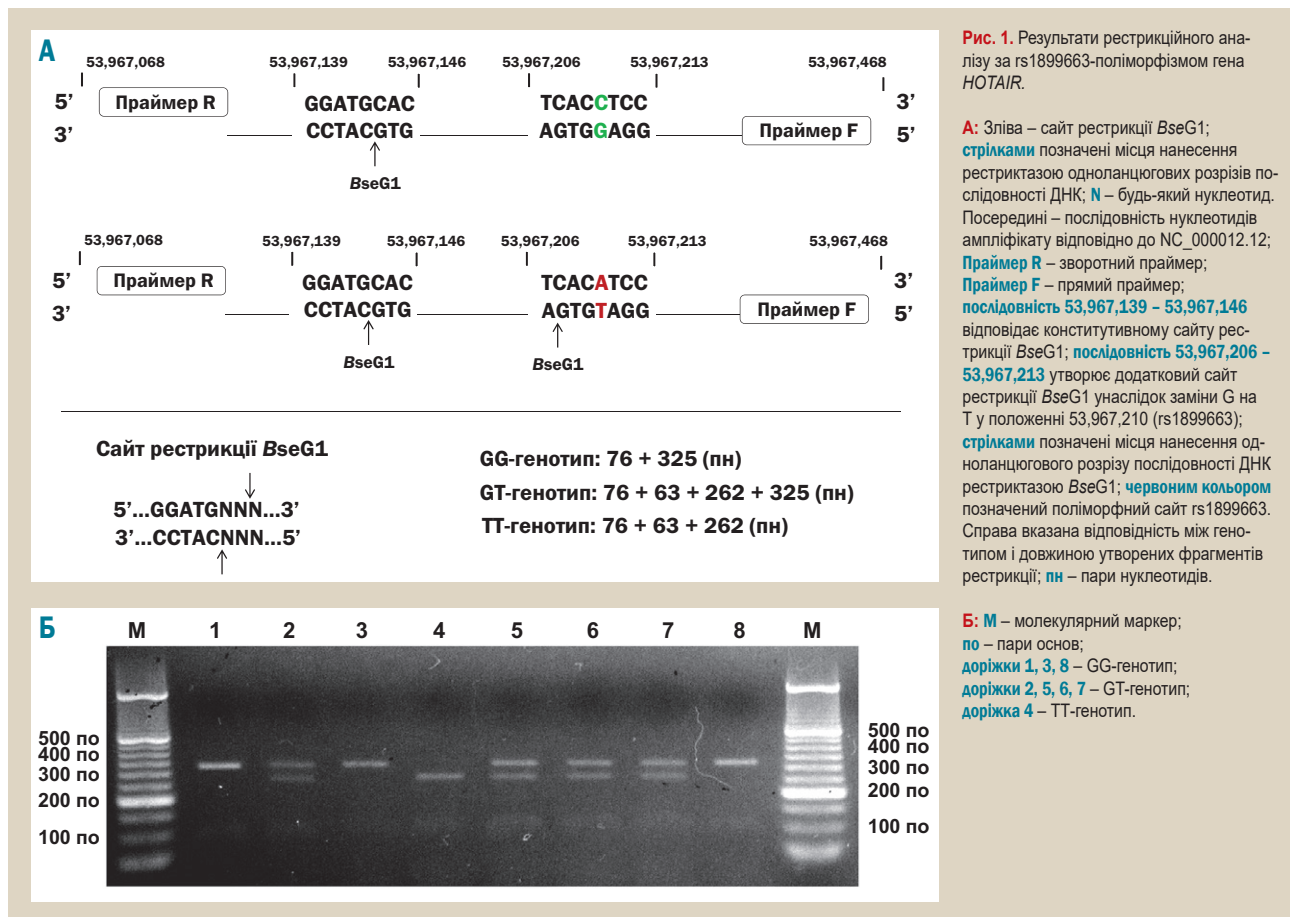 А
53,967,068 53,967,139 53,967,146 53,967,206 53,967,213 53,967,468
5’ Праймер R GGATGCAC TCACCTCC 3’
3’ CCTACGTG AGTGGAGG Праймер F 5’
BseG1
53,967,068 53,967,139 53,967,146 53,967,206 53,967,213 53,967,468
5’ Праймер R GGATGCAC TCACATCC 3’
3’ CCTACGTG AGTGTAGG Праймер F 5’
BseG1 BseG1
Сайт рестрикції BseG1
5’...GGATGNNN...3’
3’...CCTACNNN...5’
GG-генотип: 76 + 325 (пн)
GT-генотип: 76 + 63 + 262 + 325 (пн)
TT-генотип: 76 + 63 + 262 (пн)
Б
М 1 2 3 4 5 6 7 8 М
500 по
400 по
300 по
200 по
100 по
500 по
400 по
300 по
200 по
100 по
Рис. 1. Результати рестрикційного ана-
лізу за rs1899663-поліморфізмом гена
HOTAIR.
А: Зліва – сайт рестрикції BseG1;
стрілками позначені місця нанесення
рестриктазою одноланцюгових розрізів по-
слідовності ДНК; N – будь-який нуклеотид.
Посередині – послідовність нуклеотидів
ампліфікату відповідно до NC_000012.12;
Праймер R – зворотний праймер;
Праймер F – прямий праймер;
послідовність 53,967,139 – 53,967,146
відповідає конститутивному сайту рес-
трикції BseG1; послідовність 53,967,206 –
53,967,213 утворює додатковий сайт
рестрикції BseG1 унаслідок заміни G на
T у положенні 53,967,210 (rs1899663);
стрілками позначені місця нанесення од-
ноланцюгового розрізу послідовності ДНК
рестриктазою BseG1; червоним кольором
позначений поліморфний сайт rs1899663.
Справа вказана відповідність між гено-
типом і довжиною утворених фрагментів
рестрикції; пн – пари нуклеотидів.
Б: М – молекулярний маркер;
по – пари основ;
доріжки 1, 3, 8 – GG-генотип;
доріжки 2, 5, 6, 7 – GT-генотип;
доріжка 4 – TT-генотип.